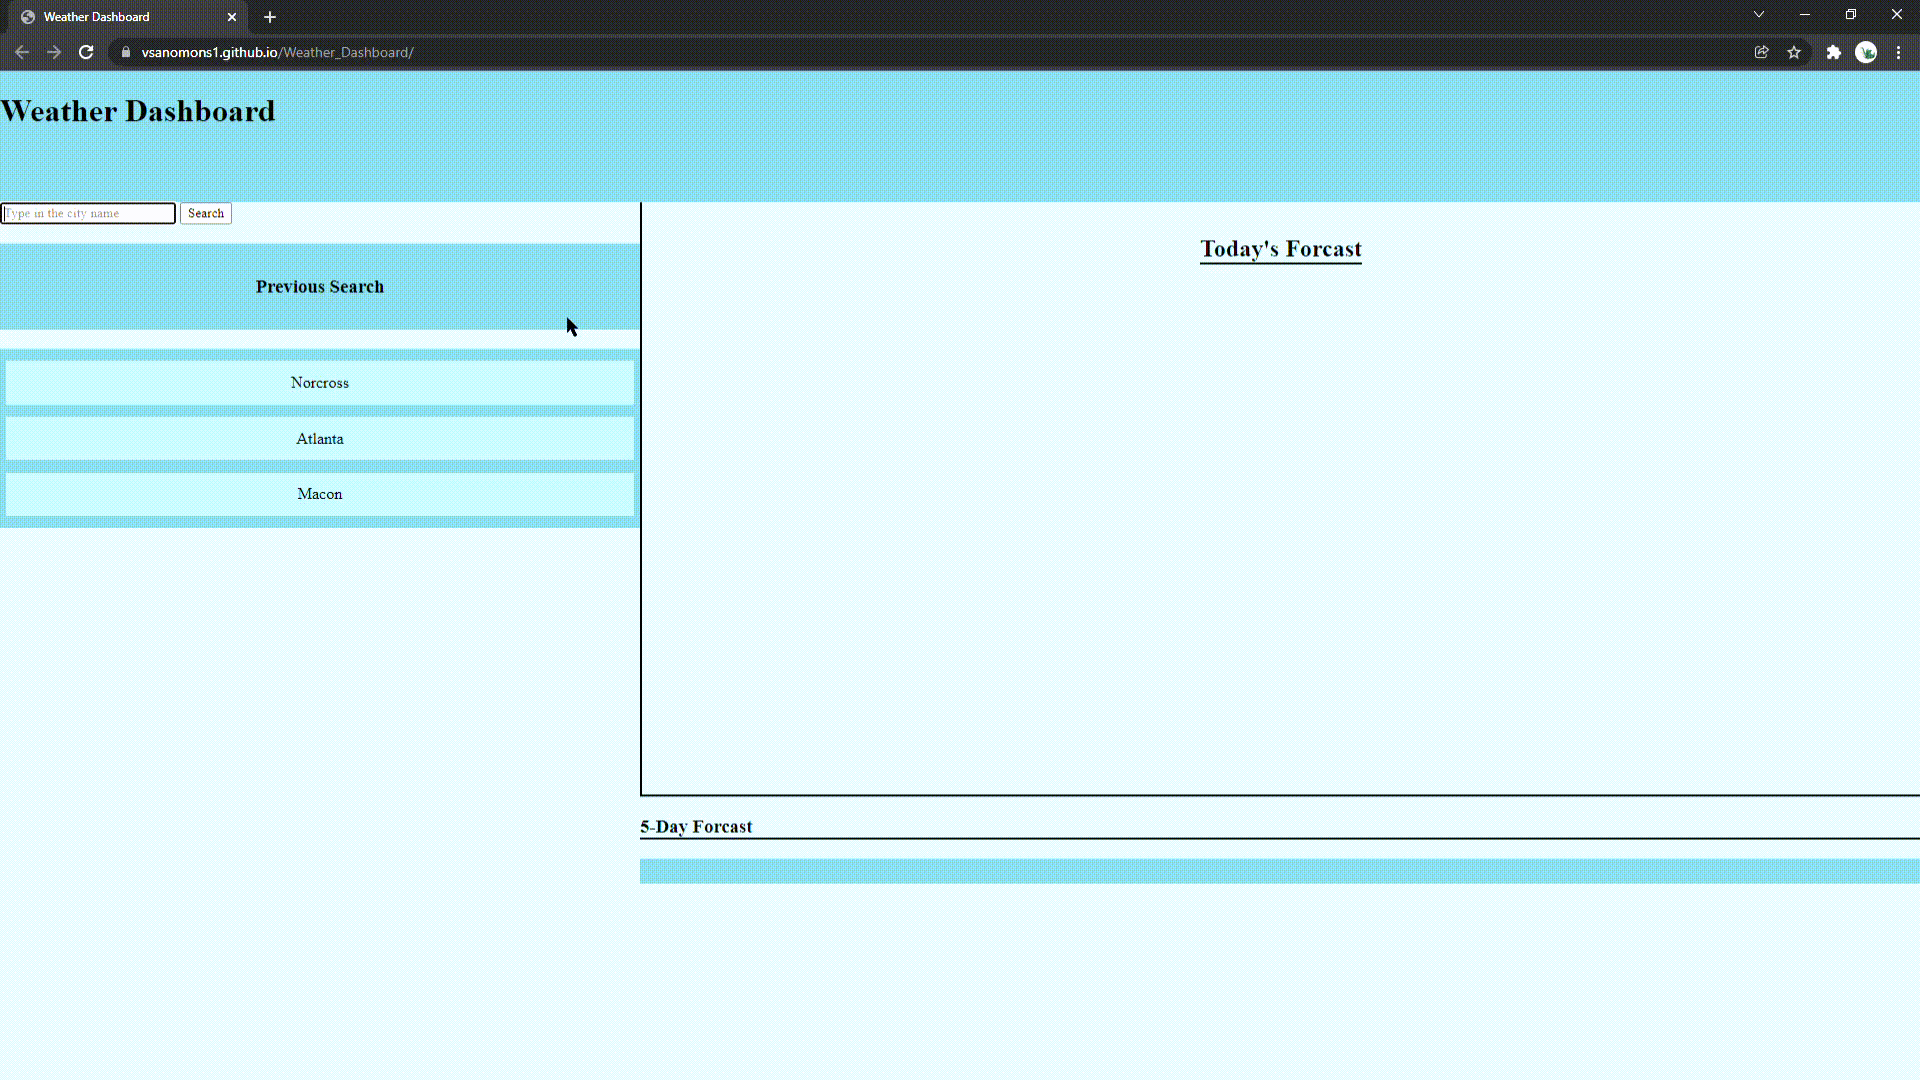 Weather Dashboard
vsanomons1.github.io/Weather_Dashboard/
Weather Dashboard
Type in the city name
Search
Previous Search
Norcross
Atlanta
Macon
Today's Forcast
5-Day Forcast